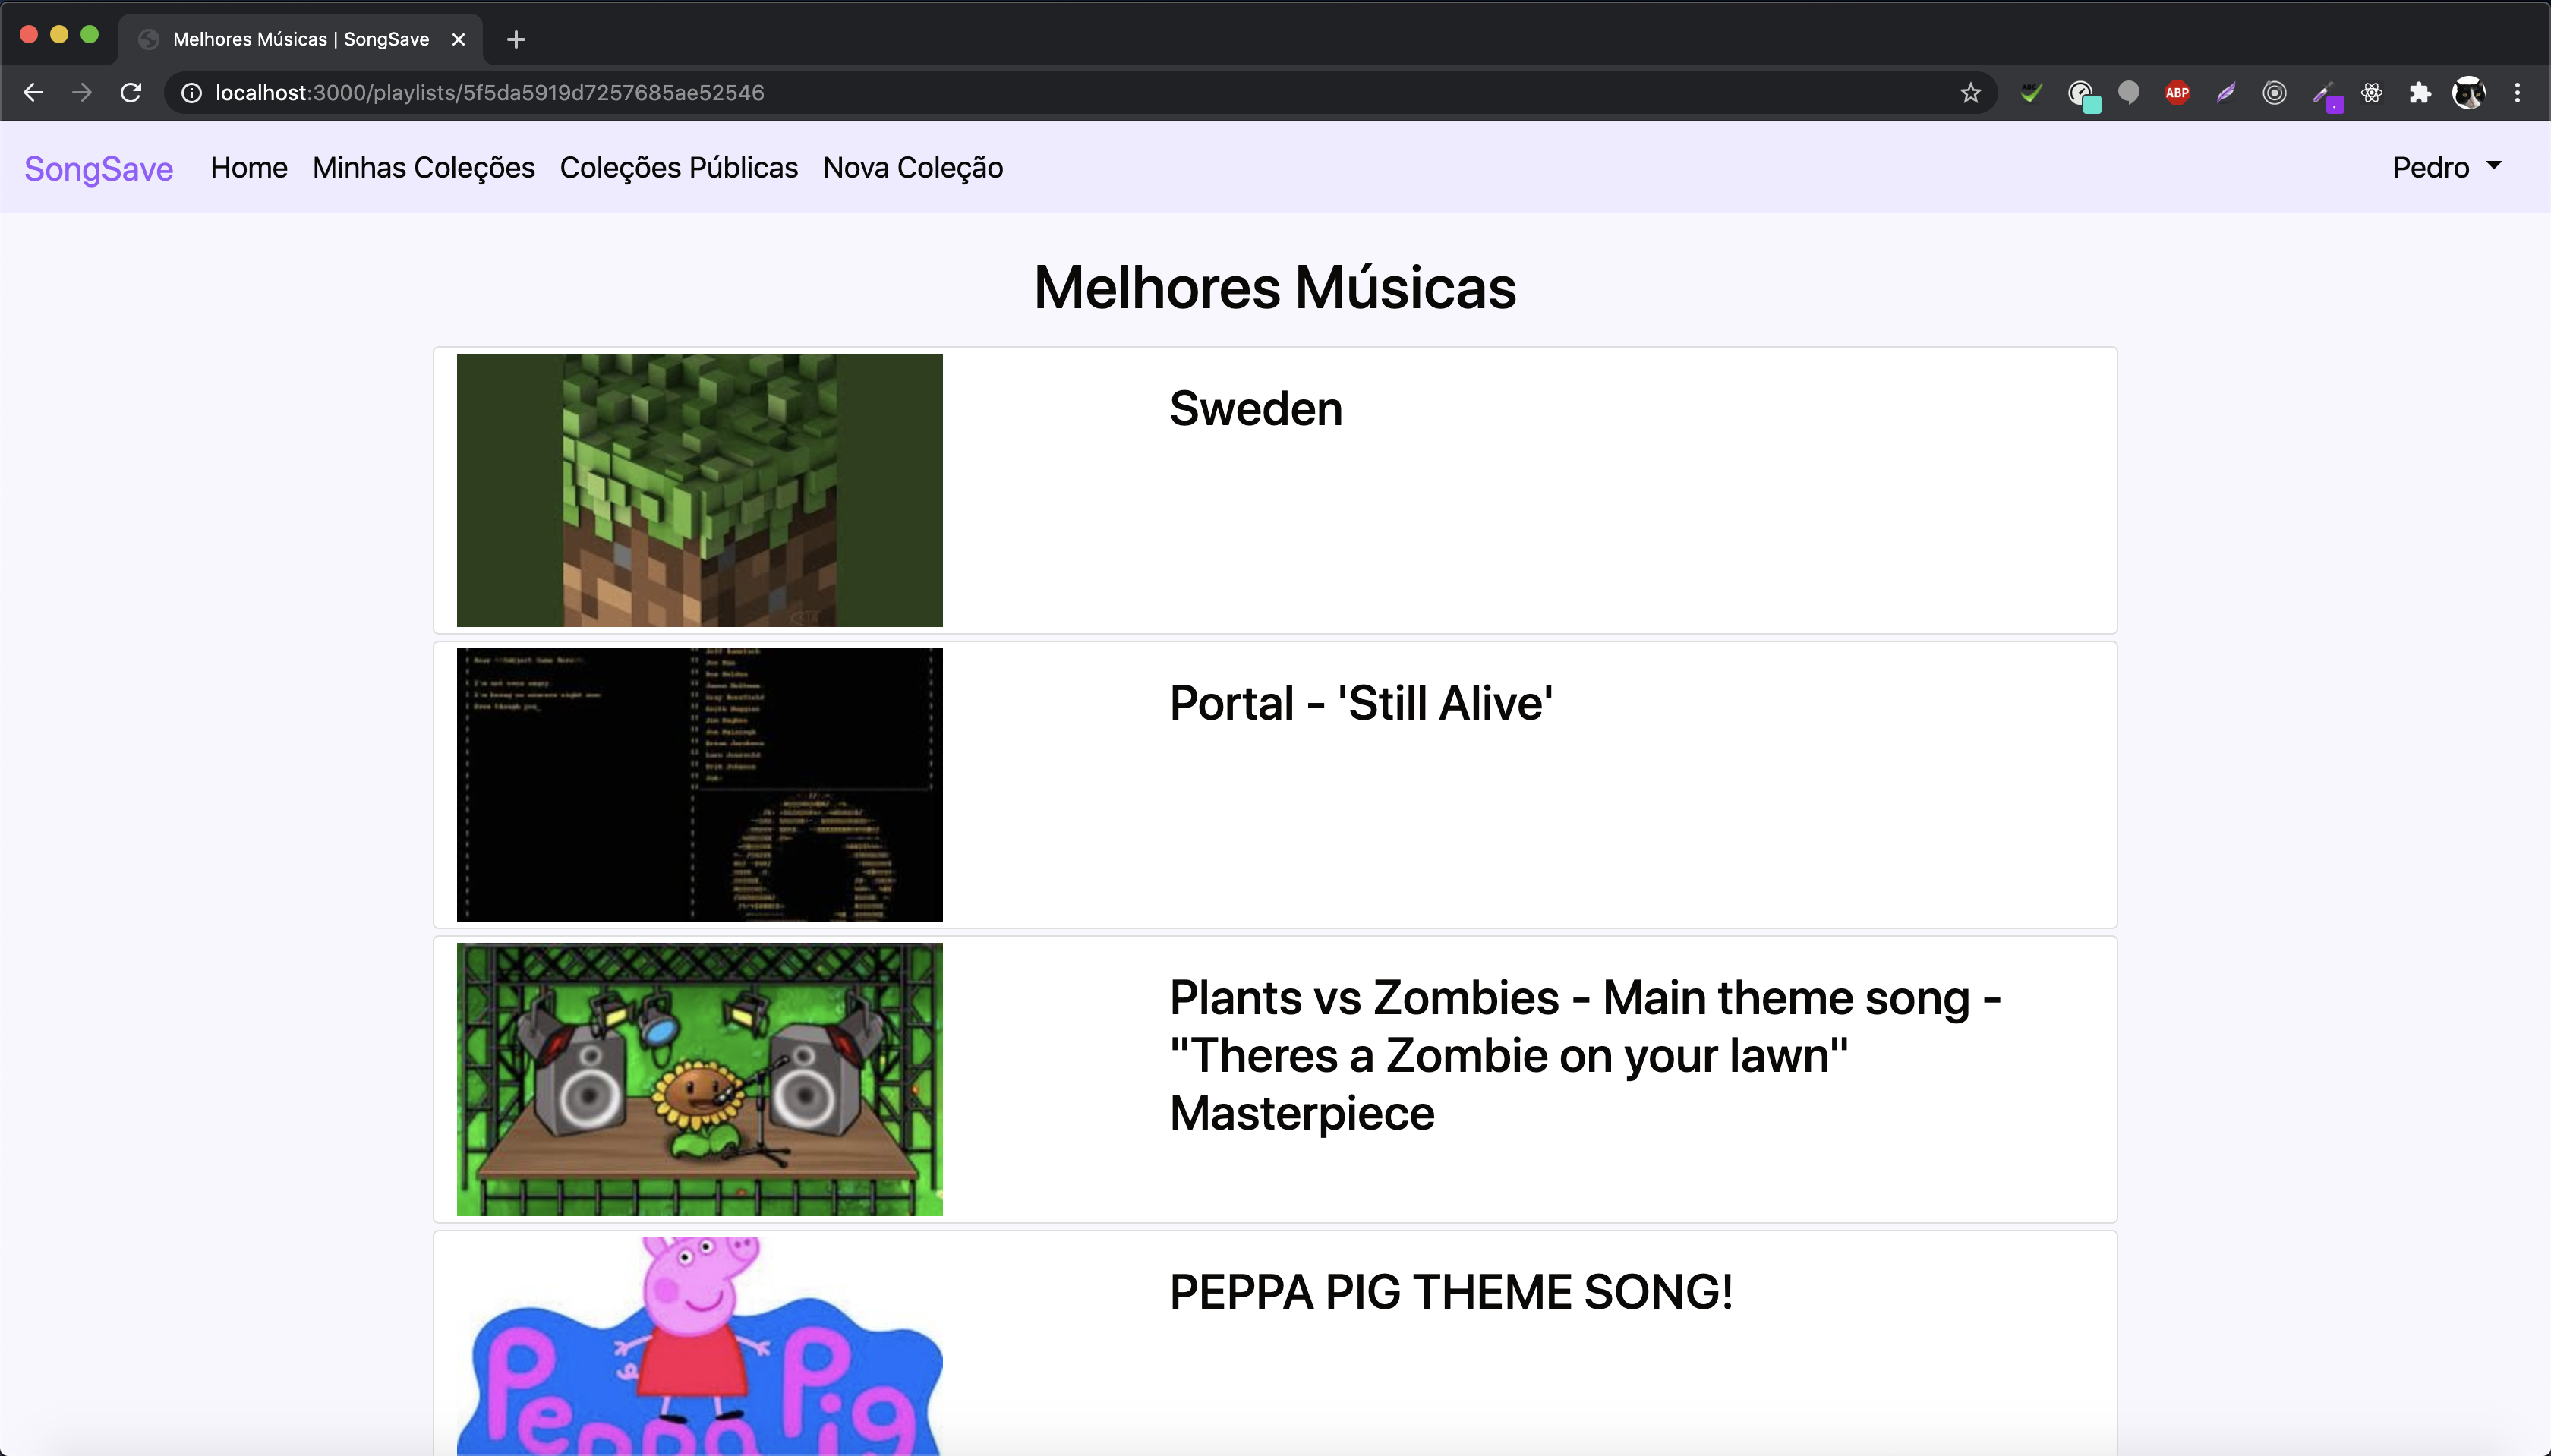 Melhores Músicas | SongSave
localhost:3000/playlists/5f5da5919d7257685ae52546
ABC
ABP
SongSave Home Minhas Coleções Coleções Públicas Nova Coleção Pedro
Melhores Músicas
Sweden
Portal - 'Still Alive'
Plants vs Zombies - Main theme song -
"Theres a Zombie on your lawn"
Masterpiece
PEPPA PIG THEME SONG!
Peppa Pig